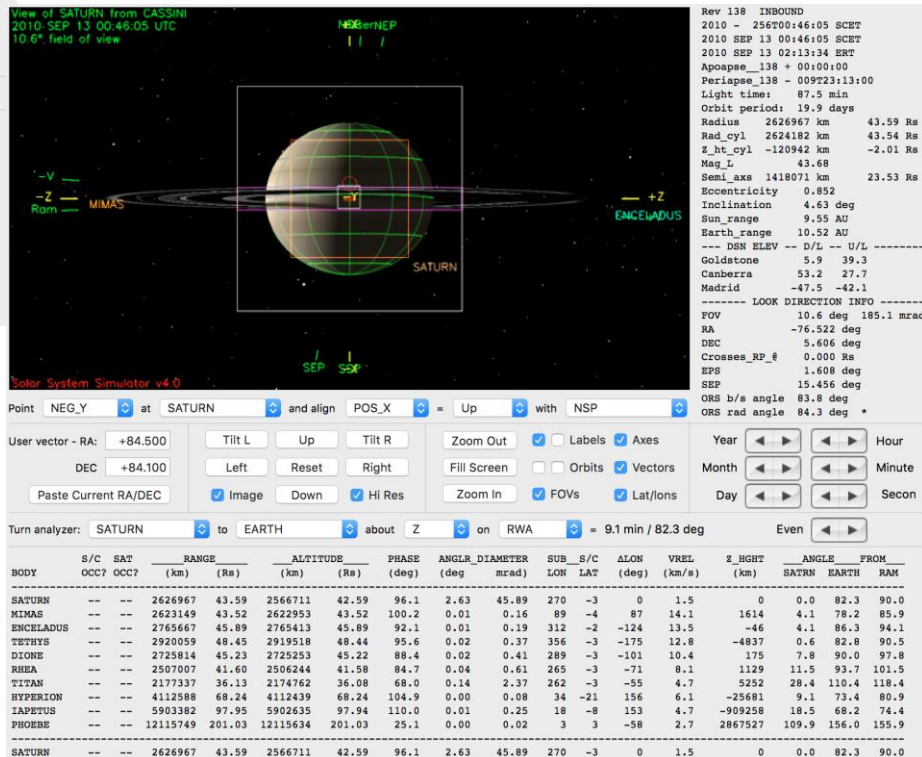 View of SATURN from CASSINI
2010 SEP 13 00:46:05 UTC
10.6° field of view
-V
-Z
Ram
MIMAS
-Y
+Z
ENCELADUS
SATURN
SEP
Solar System Simulator v4.0
Rev 138 INBOUND
2010 - 256T00:46:05 SCET
2010 SEP 13 00:46:05 SCET
2010 SEP 13 02:13:34 ERT
Apoapse__138 + 00:00:00
Periapse_138 - 009T23:13:00
Light time: 87.5 min
Orbit period: 19.9 days
Radius 2626967 km 43.59 Rs
Rad_cyl 2624182 km 43.54 Rs
Z_ht_cyl -120942 km -2.01 Rs
Mag_L 43.68
Semi_axs 1418071 km 23.53 Rs
Eccentricity 0.852
Inclination 4.63 deg
Sun_range 9.55 AU
Earth_range 10.52 AU
--- DSN ELEV -- D/L -- U/L -------
Goldstone 5.9 39.3
Canberra 53.2 27.7
Madrid -47.5 -42.1
------- LOOK DIRECTION INFO -------
FOV 10.6 deg 185.1 mrad
RA -76.522 deg
DEC 5.606 deg
Crosses_RP_@ 0.000 Rs
EPS 1.608 deg
SEP 15.456 deg
ORS b/s angle 83.8 deg
ORS rad angle 84.3 deg *
Point NEG_Y at SATURN and align POS_X = Up with NSP
User vector - RA: +84.500 Tilt L Up Tilt R Zoom Out Labels Axes Year Hour
DEC +84.100 Left Reset Right Fill Screen Orbits Vectors Month Minute
Paste Current RA/DEC Image Down Hi Res Zoom In FOVs Lat/lons Day Secon
Turn analyzer: SATURN to EARTH about Z on RWA = 9.1 min / 82.3 deg Even
S/C SAT RANGE ALTITUDE PHASE ANGLR_DIAMETER SUB S/C ΔLON VREL Z_HGHT ANGLE FROM
BODY OCC? OCC? (km) (Rs) (km) (Rs) (deg) (deg mrad) LON LAT (deg) (km/s) (km) SATRN EARTH RAM
SATURN -- -- 2626967 43.59 2566711 42.59 96.1 2.63 45.89 270 -3 0 1.5 0 0.0 82.3 90.0
MIMAS -- -- 2623149 43.52 2622953 43.52 100.2 0.01 0.16 89 -4 87 14.1 1614 4.1 78.2 85.9
ENCELADUS -- -- 2765667 45.89 2765413 45.89 92.1 0.01 0.19 312 -2 -124 13.5 -46 4.1 86.3 94.1
TETHYS -- -- 2920059 48.45 2919518 48.44 95.6 0.02 0.37 356 -3 -175 12.8 -4837 0.6 82.8 90.5
DIONE -- -- 2725814 45.23 2725253 45.22 88.4 0.02 0.41 289 -3 -101 10.4 175 7.8 90.0 97.8
RHEA -- -- 2507007 41.60 2506244 41.58 84.7 0.04 0.61 265 -3 -71 8.1 1129 11.5 93.7 101.5
TITAN -- -- 2177337 36.13 2174762 36.08 68.0 0.14 2.37 262 -3 -55 4.7 5252 28.4 110.4 118.4
HYPERION -- -- 4112588 68.24 4112439 68.24 104.9 0.00 0.08 34 -21 156 6.1 -25681 9.1 73.4 80.9
IAPETUS -- -- 5903382 97.95 5902635 97.94 110.0 0.01 0.25 18 -8 153 4.7 -909258 18.5 68.2 74.4
PHOEBE -- -- 12115749 201.03 12115634 201.03 25.1 0.00 0.02 3 3 -58 2.7 2867527 109.9 156.0 155.9
SATURN -- -- 2626967 43.59 2566711 42.59 96.1 2.63 45.89 270 -3 0 1.5 0 0.0 82.3 90.0